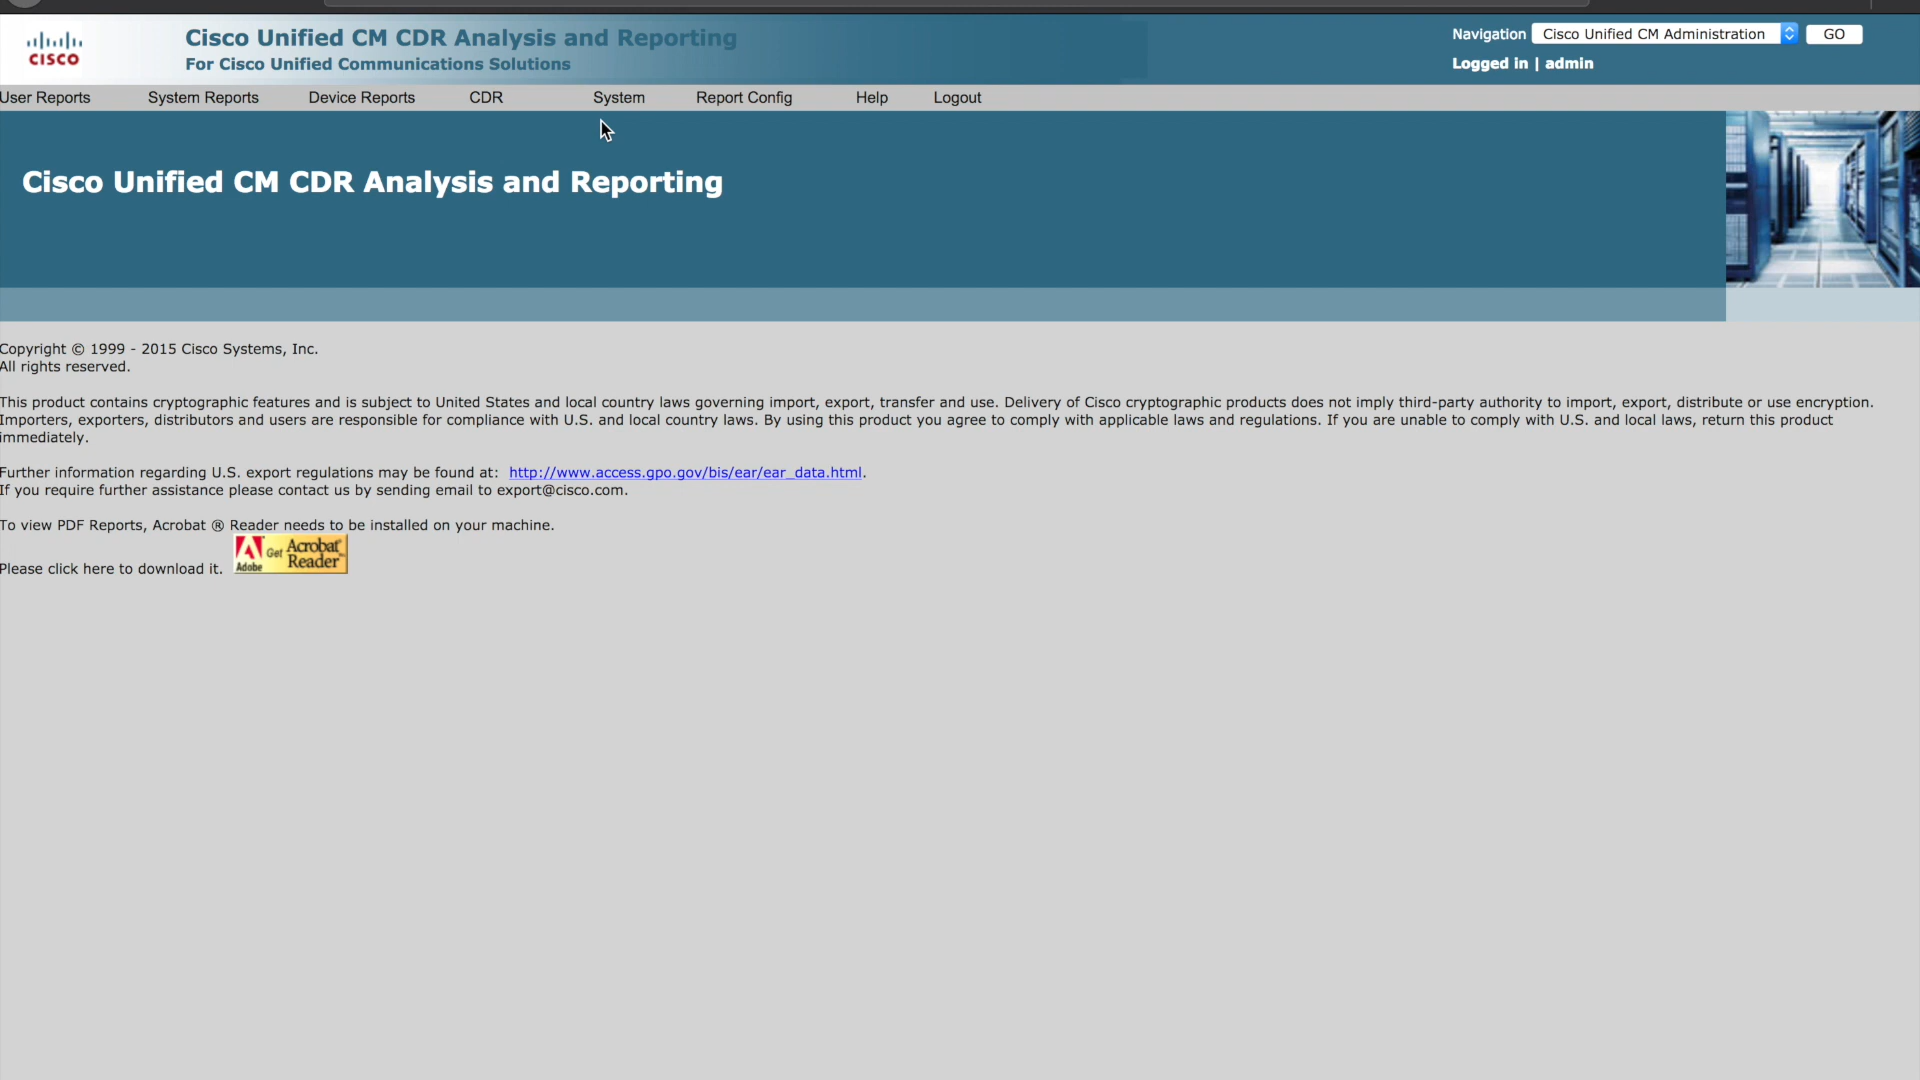 CISCO
Cisco Unified CM CDR Analysis and Reporting
For Cisco Unified Communications Solutions
Navigation Cisco Unified CM Administration GO
Logged in | admin
User Reports System Reports Device Reports CDR System Report Config Help Logout
Cisco Unified CM CDR Analysis and Reporting
Copyright © 1999 - 2015 Cisco Systems, Inc.
All rights reserved.
This product contains cryptographic features and is subject to United States and local country laws governing import, export, transfer and use. Delivery of Cisco cryptographic products does not imply third-party authority to import, export, distribute or use encryption.
Importers, exporters, distributors and users are responsible for compliance with U.S. and local country laws. By using this product you agree to comply with applicable laws and regulations. If you are unable to comply with U.S. and local laws, return this product
immediately.
Further information regarding U.S. export regulations may be found at: http://www.access.gpo.gov/bis/ear/ear_data.html.
If you require further assistance please contact us by sending email to export@cisco.com.
To view PDF Reports, Acrobat ® Reader needs to be installed on your machine.
Please click here to download it. Adobe Get Acrobat Reader